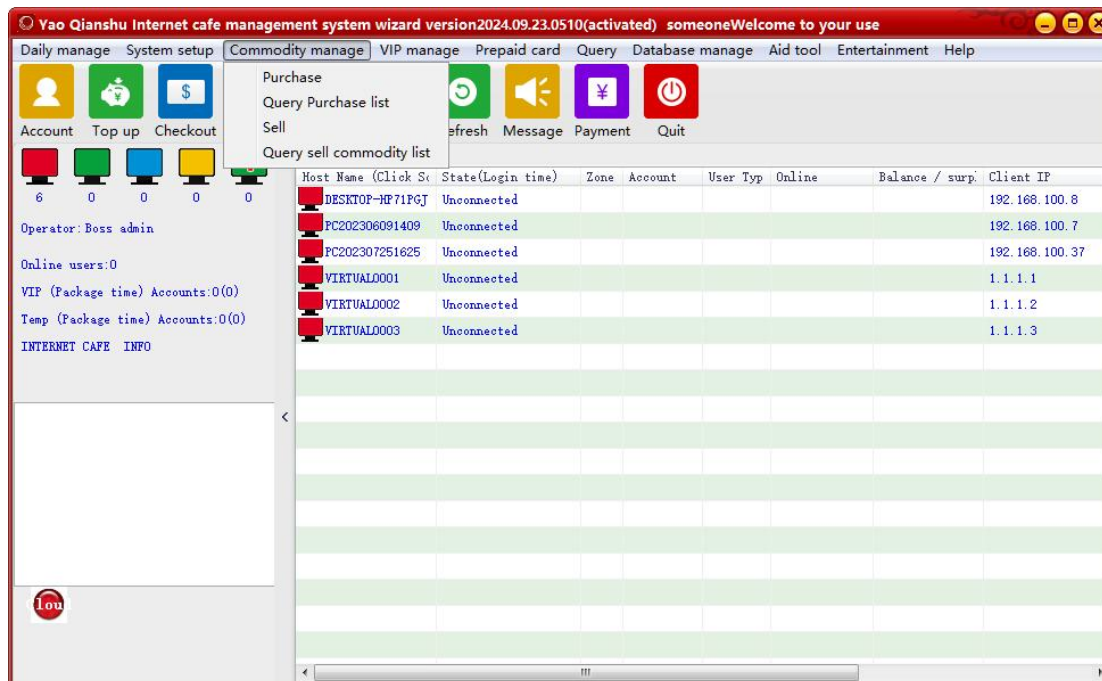 Yao Qianshu Internet cafe management system wizard version2024.09.23.0510(activated) someoneWelcome to your use
Daily manage System setup Commodity manage VIP manage Prepaid card Query Database manage Aid tool Entertainment Help
Purchase
Query Purchase list
Sell
Query sell commodity list
Account Top up Checkout efresh Message Payment Quit
Host Name (Click Sc State(Login time) Zone Account User Typ Online Balance / surp. Client IP
6 0 0 0 0
DESKTOP-HP71PGJ Unconnected 192.168.100.8
PC202306091409 Unconnected 192.168.100.7
PC202307251625 Unconnected 192.168.100.37
VIRTUAL0001 Unconnected 1.1.1.1
VIRTUAL0002 Unconnected 1.1.1.2
VIRTUAL0003 Unconnected 1.1.1.3
Operator:Boss admin
Online users:0
VIP (Package time) Accounts:0(0)
Temp (Package time) Accounts:0(0)
INTERNET CAFE INFO
lou